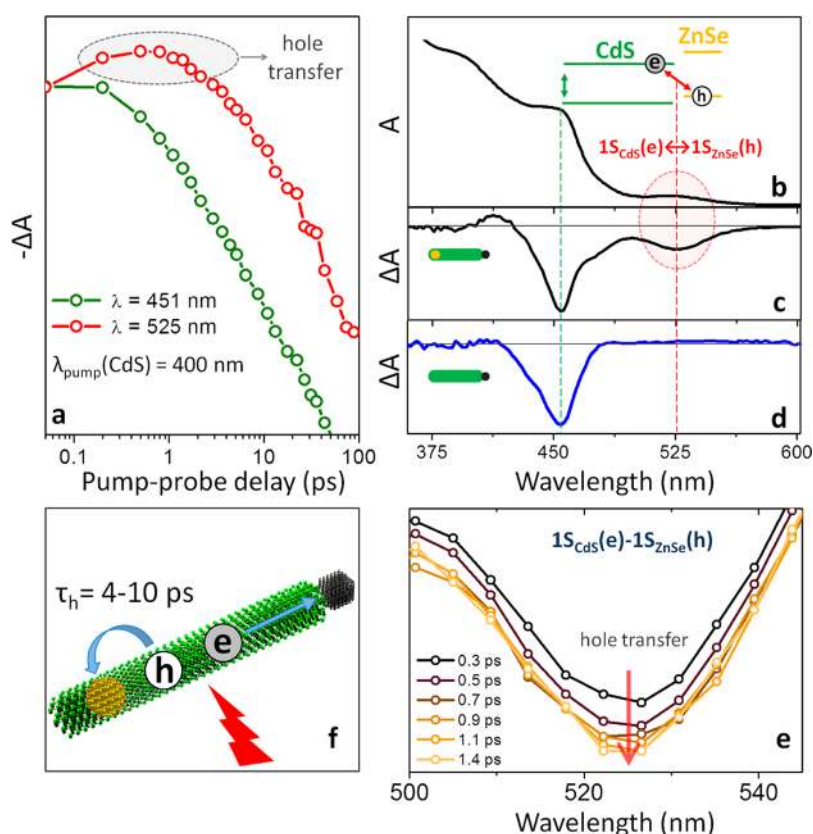 a
hole
transfer
-ΔA
λ = 451 nm
λ = 525 nm
λpump(CdS) = 400 nm
0.1 1 10 100
Pump-probe delay (ps)
ZnSe
CdS
e
h
A
1SCdS(e)↔1SZnSe(h)
b
ΔA
c
ΔA
d
375 450 525 600
Wavelength (nm)
τh= 4-10 ps
h
e
f
1SCdS(e)-1SZnSe(h)
hole transfer
0.3 ps
0.5 ps
0.7 ps
0.9 ps
1.1 ps
1.4 ps
e
500 520 540
Wavelength (nm)